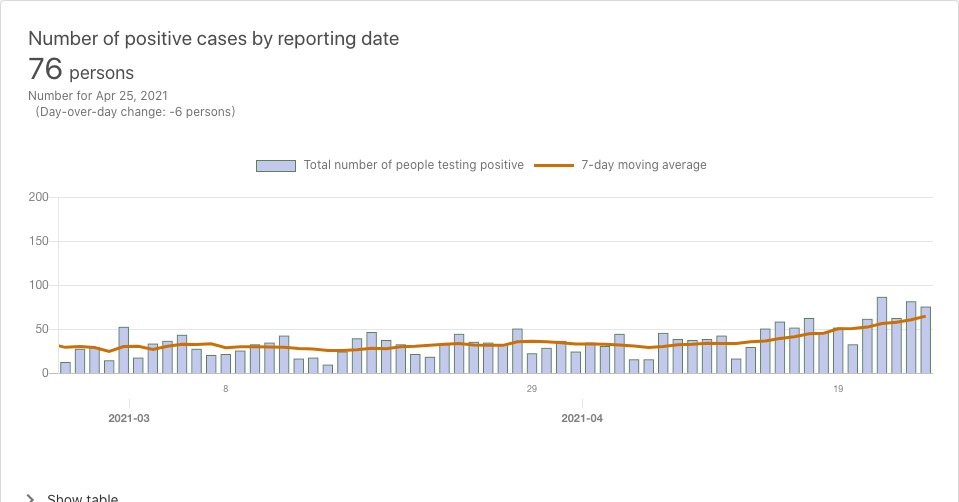 Number of positive cases by reporting date
76 persons
Number for Apr 25, 2021
(Day-over-day change: -6 persons)
Total number of people testing positive 7-day moving average
200
150
100
50
0
8 29 19
2021-03 2021-04
Show table